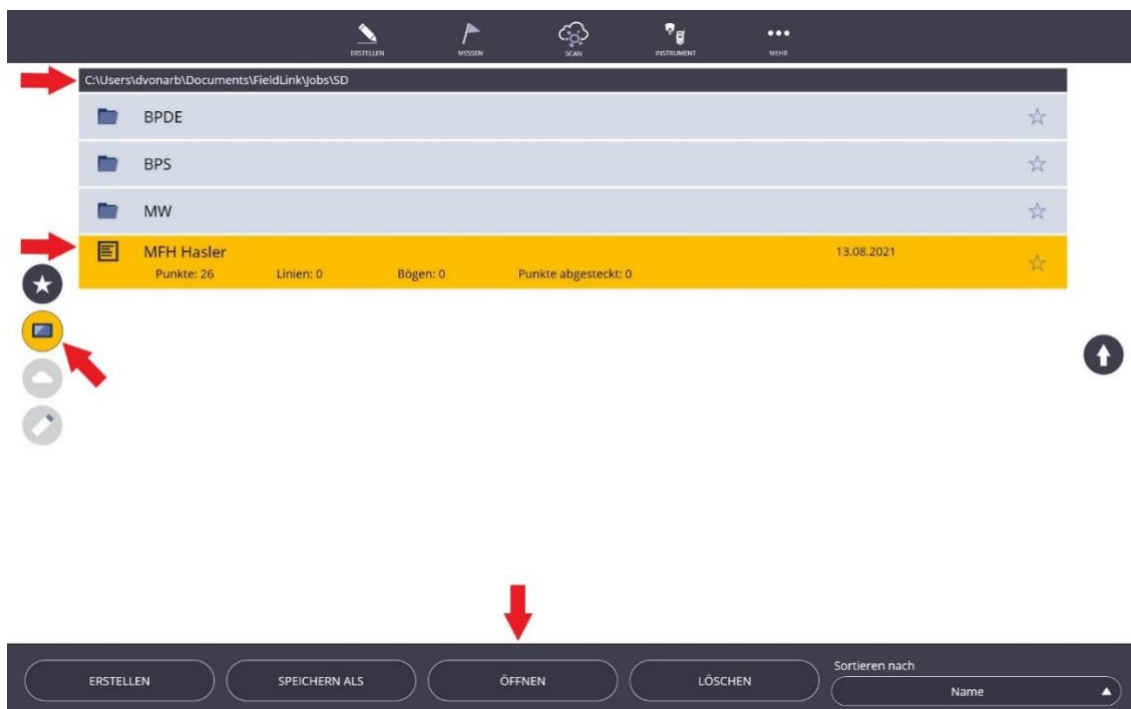 ERSTELLEN MESSEN SCAN INSTRUMENT MEHR
C:\Users\dvonarb\Documents\FieldLink\Jobs\SD
BPDE
BPS
MW
MFH Hasler 13.08.2021
Punkte: 26 Linien: 0 Bögen: 0 Punkte abgesteckt: 0
Sortieren nach
ERSTELLEN SPEICHERN ALS ÖFFNEN LÖSCHEN Name